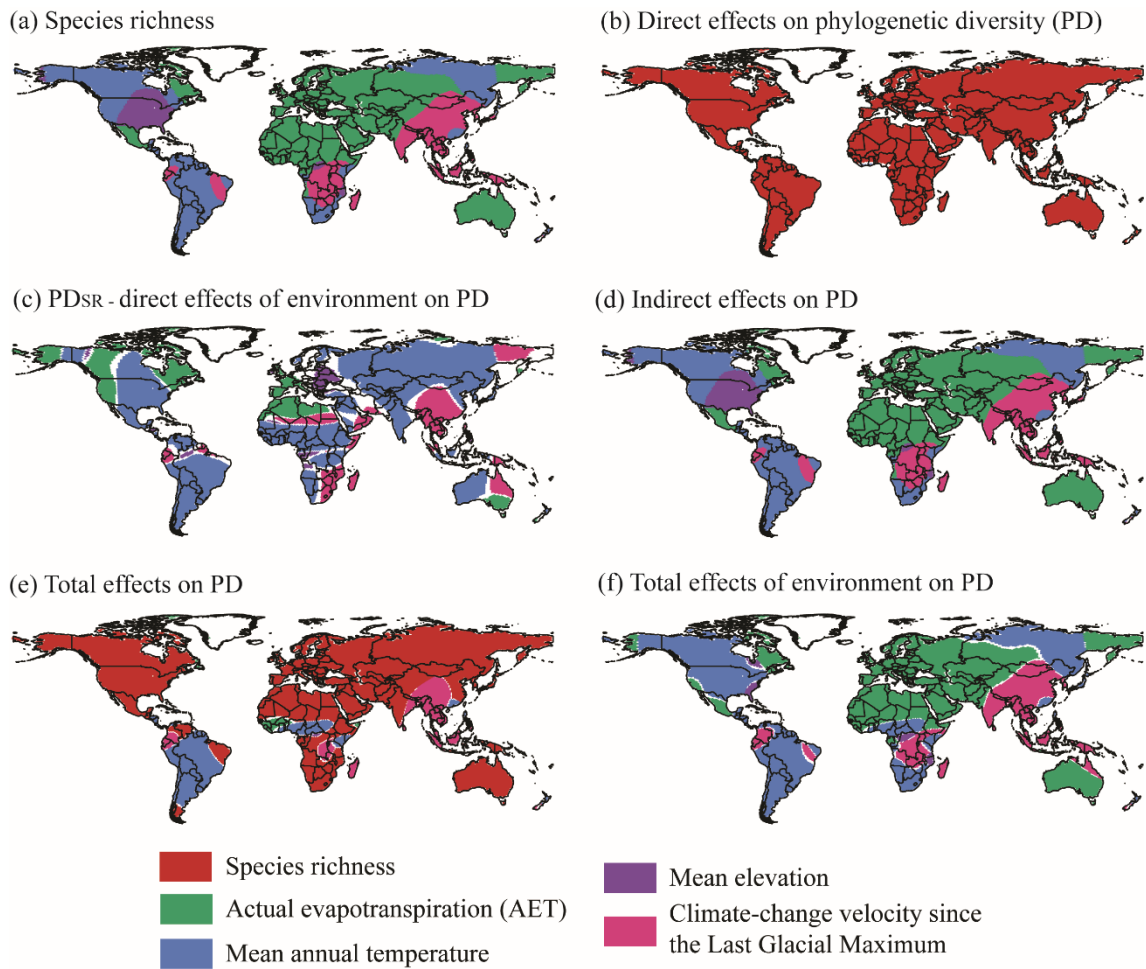 (a) Species richness
(b) Direct effects on phylogenetic diversity (PD)
(c) PDSR - direct effects of environment on PD
(d) Indirect effects on PD
(e) Total effects on PD
(f) Total effects of environment on PD
Species richness
Actual evapotranspiration (AET)
Mean annual temperature
Mean elevation
Climate-change velocity since
the Last Glacial Maximum